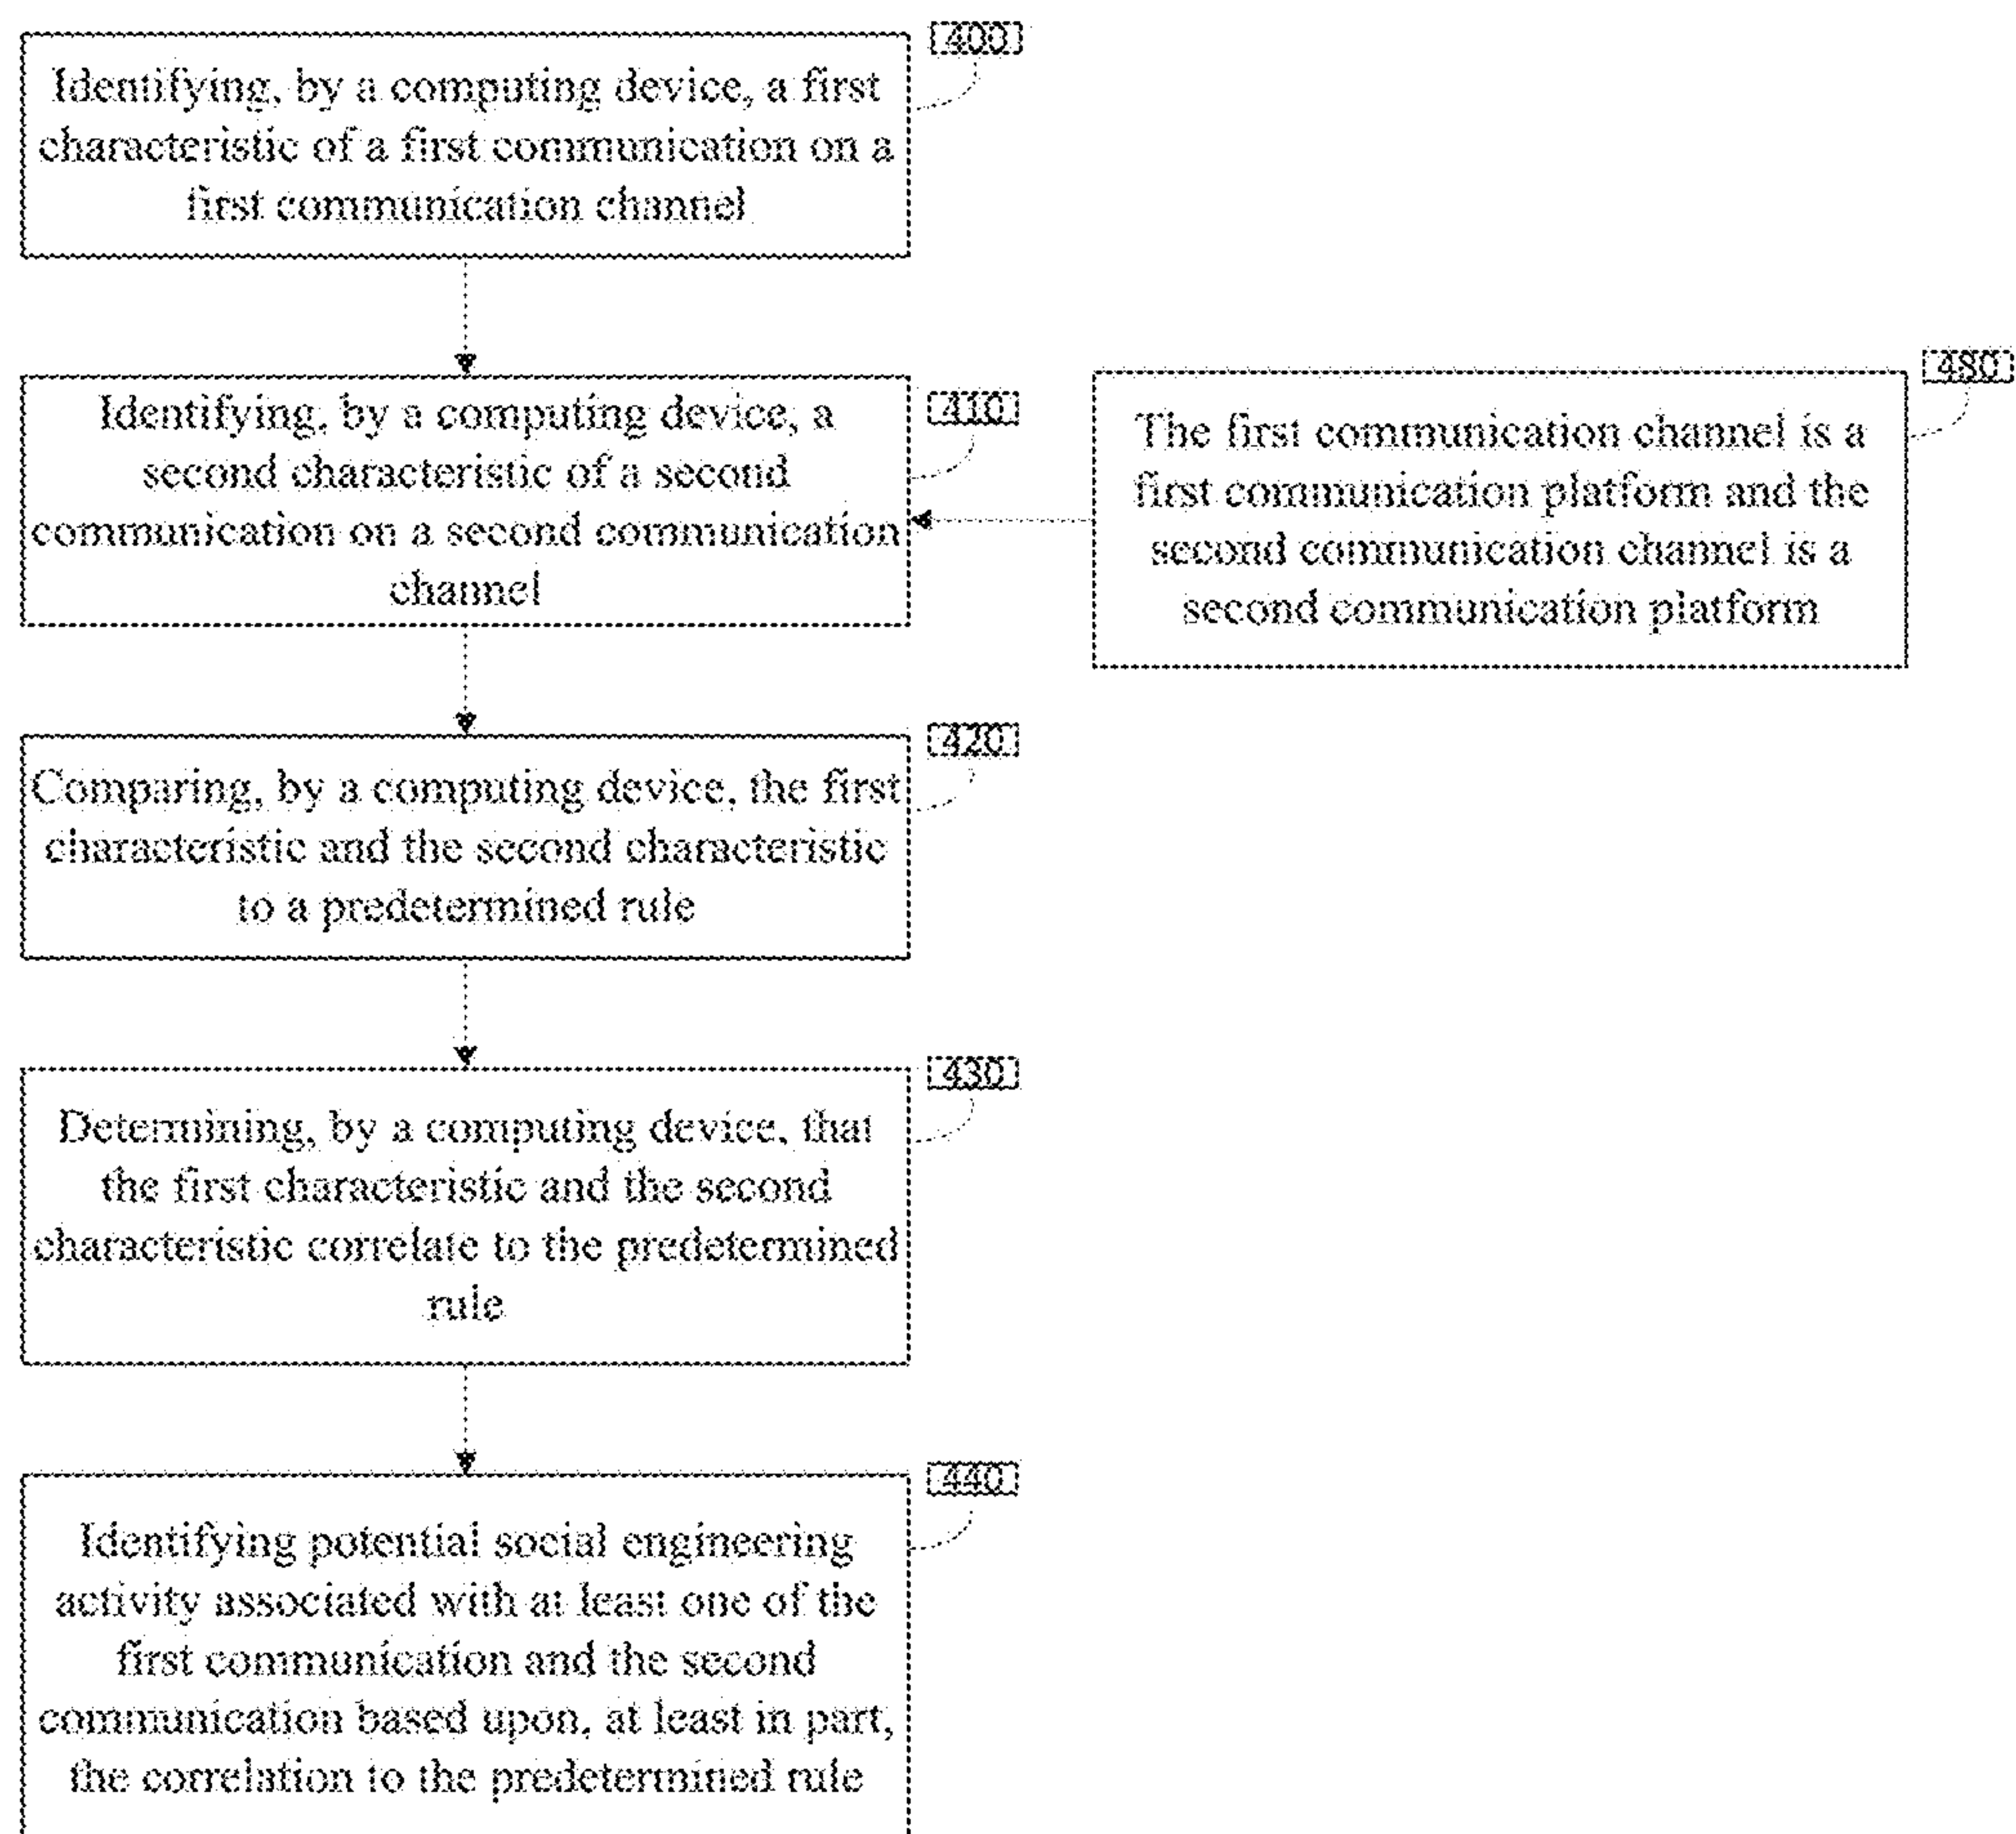 400
Identifying, by a computing device, a first
characteristic of a first communication on a
first communication channel
410
Identifying, by a computing device, a
second characteristic of a second
communication on a second communication
channel
480
The first communication channel is a
first communication platform and the
second communication channel is a
second communication platform
420
Comparing, by a computing device, the first
characteristic and the second characteristic
to a predetermined rule
430
Determining, by a computing device, that
the first characteristic and the second
characteristic correlate to the predetermined
rule
440
Identifying potential social engineering
activity associated with at least one of the
first communication and the second
communication based upon, at least in part,
the correlation to the predetermined rule